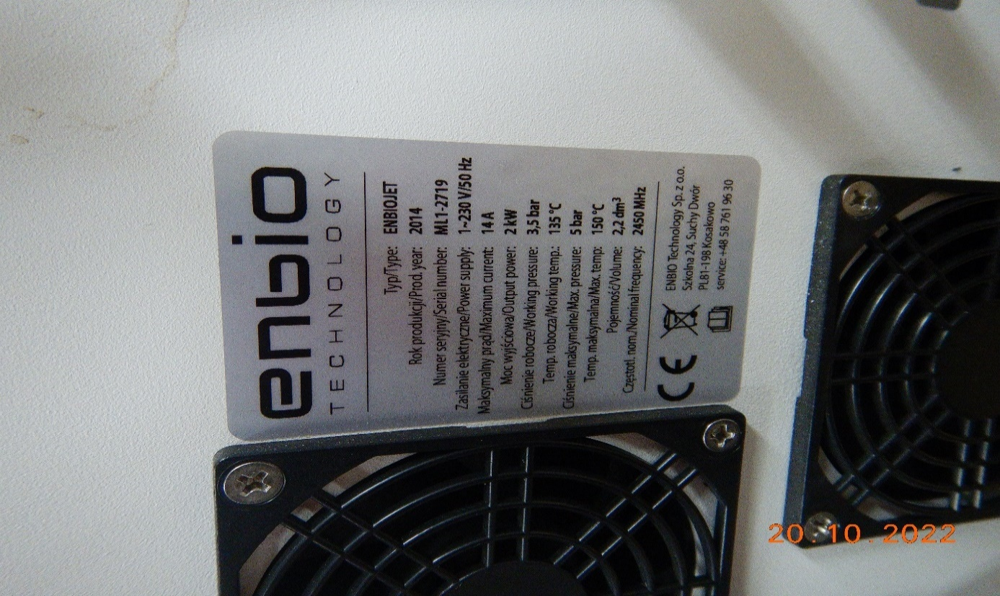 enbio
TECHNOLOGY
Typ/Type: ENBIOJET
Rok produkcji/Prod. year: 2014
Numer seryjny/Serial number: ML1-2719
Zasilanie elektryczne/Power supply: 1~230 V/50 Hz
Maksymalny prąd/Maximum current: 14 A
Moc wyjściowa/Output power: 2 kW
Ciśnienie robocze/Working pressure: 3,5 bar
Temp. robocza/Working temp.: 135 °C
Ciśnienie maksymalne/Max. pressure: 5 bar
Temp. maksymalna/Max. temp: 150 °C
Pojemność/Volume: 2,2 dm³
Częstotl. nom./Nominal frequency: 2450 MHz
CE
ENBIO Technology Sp. z o.o.
Szkolna 24, Suchy Dwór
PL81-198 Kosakowo
service: +48 58 761 96 30
20.10.2022